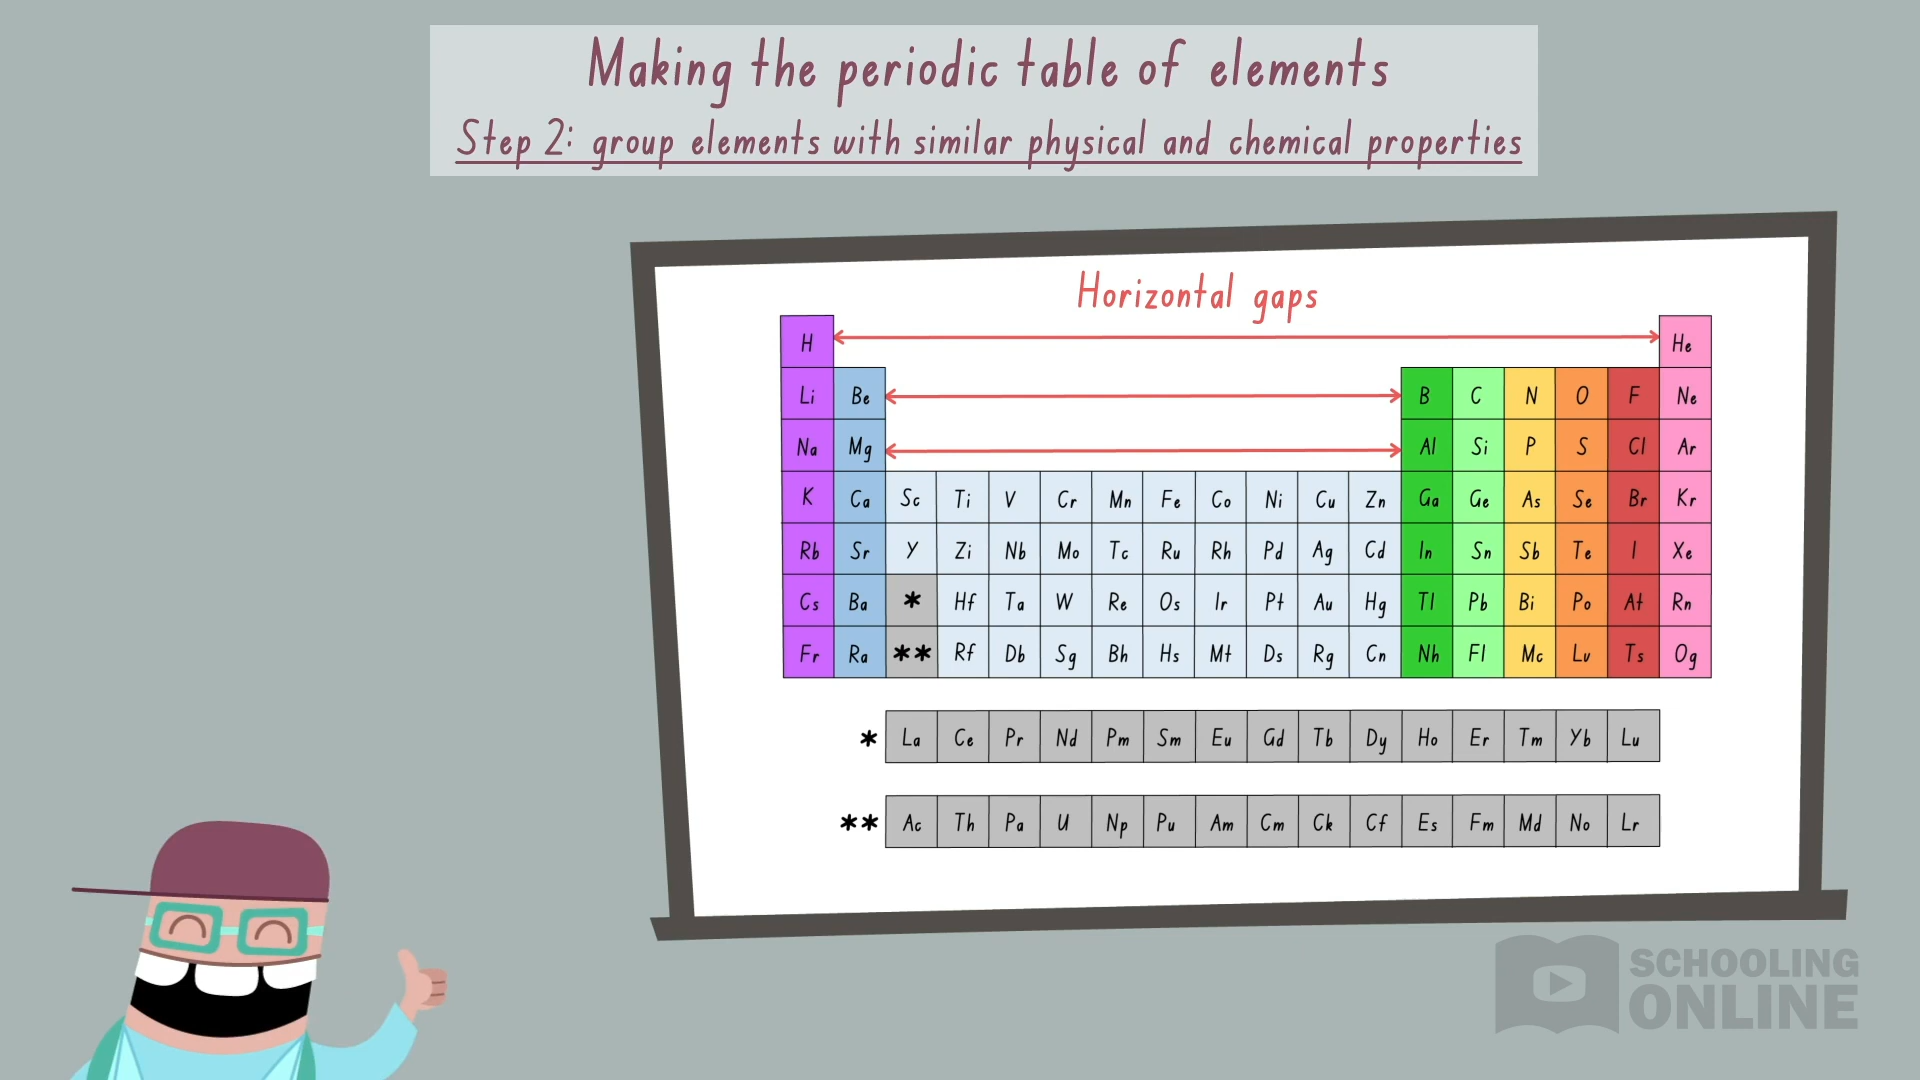 Making the periodic table of elements
Step 2: group elements with similar physical and chemical properties
Horizontal gaps
H He
Li Be B C N O F Ne
Na Mg Al Si P S Cl Ar
K Ca Sc Ti V Cr Mn Fe Co Ni Cu Zn Ga Ge As Se Br Kr
Rb Sr Y Zi Nb Mo Tc Ru Rh Pd Ag Cd In Sn Sb Te I Xe
Cs Ba * Hf Ta W Re Os Ir Pt Au Hg Tl Pb Bi Po At Rn
Fr Ra ** Rf Db Sg Bh Hs Mt Ds Rg Cn Nh Fl Mc Lv Ts Og
* La Ce Pr Nd Pm Sm Eu Gd Tb Dy Ho Er Tm Yb Lu
** Ac Th Pa U Np Pu Am Cm Ck Cf Es Fm Md No Lr
SCHOOLING
ONLINE